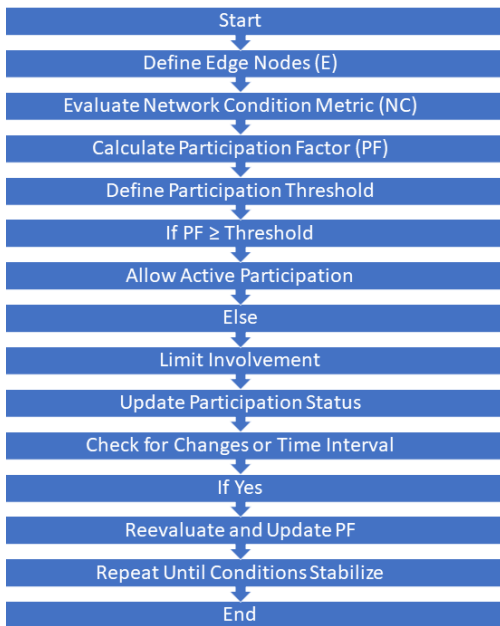 Start
Define Edge Nodes (E)
Evaluate Network Condition Metric (NC)
Calculate Participation Factor (PF)
Define Participation Threshold
If PF ≥ Threshold
Allow Active Participation
Else
Limit Involvement
Update Participation Status
Check for Changes or Time Interval
If Yes
Reevaluate and Update PF
Repeat Until Conditions Stabilize
End